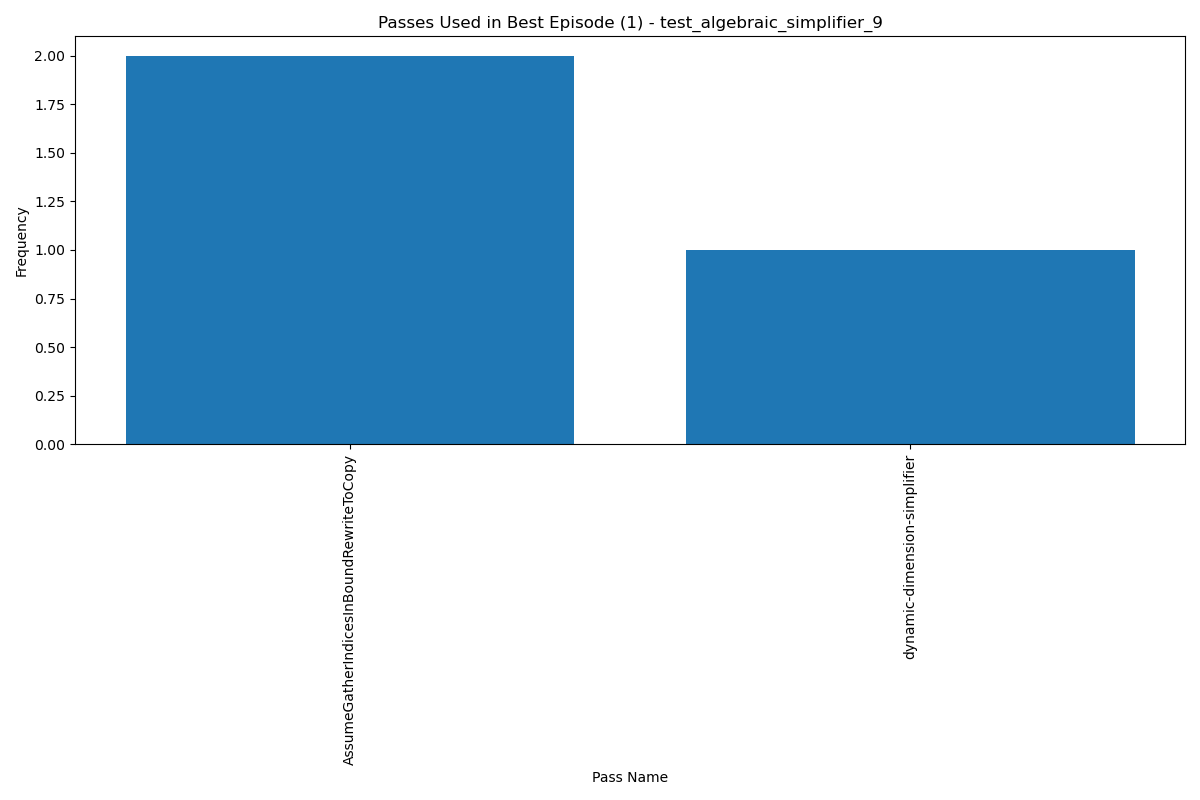 Passes Used in Best Episode (1) - test_algebraic_simplifier_9
2.00
1.75
1.50
1.25
1.00
0.75
0.50
0.25
0.00
Frequency
AssumeGatherIndicesInBoundRewriteToCopy
dynamic-dimension-simplifier
Pass Name